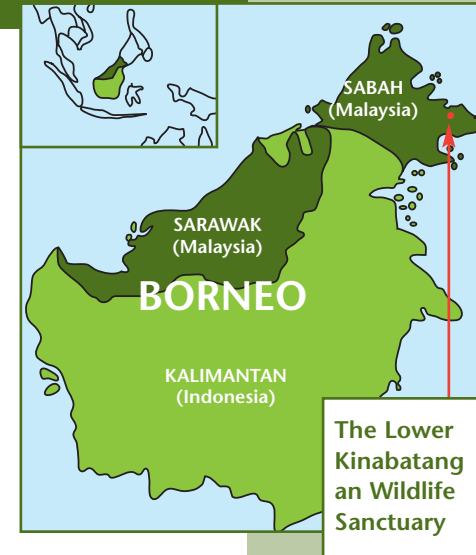 SABAH
(Malaysia)
SARAWAK
(Malaysia)
BORNEO
KALIMANTAN
(Indonesia)
The Lower
Kinabatang
an Wildlife
Sanctuary